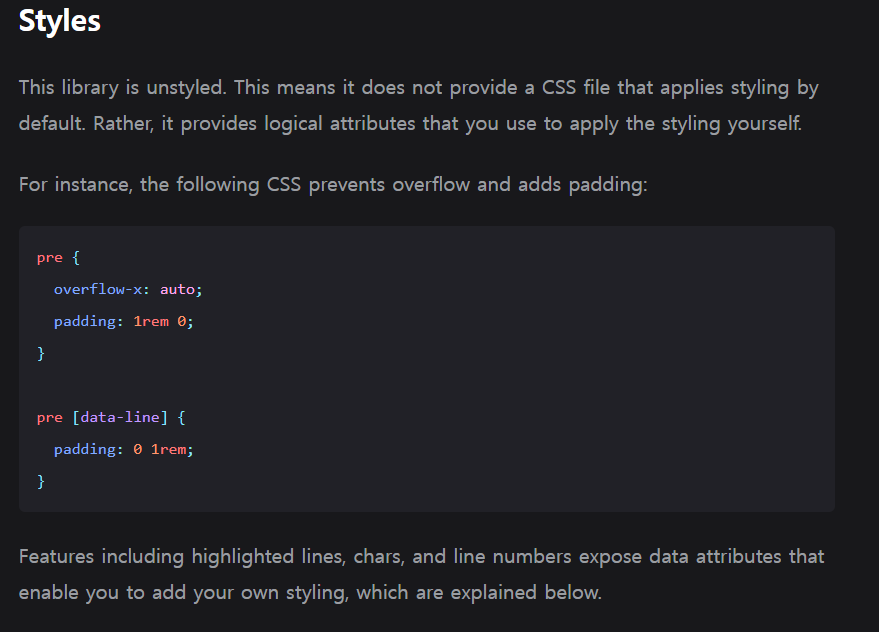 Styles
This library is unstyled. This means it does not provide a CSS file that applies styling by
default. Rather, it provides logical attributes that you use to apply the styling yourself.
For instance, the following CSS prevents overflow and adds padding:
pre {
  overflow-x: auto;
  padding: 1rem 0;
}
pre [data-line] {
  padding: 0 1rem;
}
Features including highlighted lines, chars, and line numbers expose data attributes that
enable you to add your own styling, which are explained below.